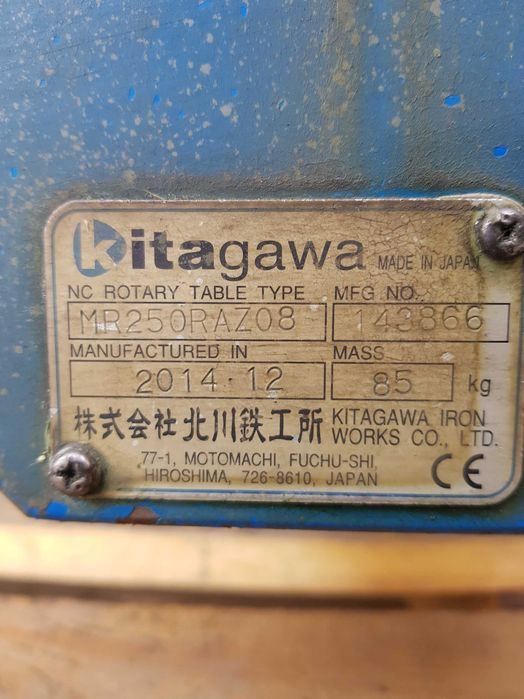 kitagawa MADE IN JAPAN
NC ROTARY TABLE TYPE MFG NO.
MR250RAZ08 143866
MANUFACTURED IN MASS
2014.12 85 kg
株式会社 北川鉄工所 KITAGAWA IRON WORKS CO., LTD.
77-1, MOTOMACHI, FUCHU-SHI,
HIROSHIMA, 726-8610, JAPAN
CE